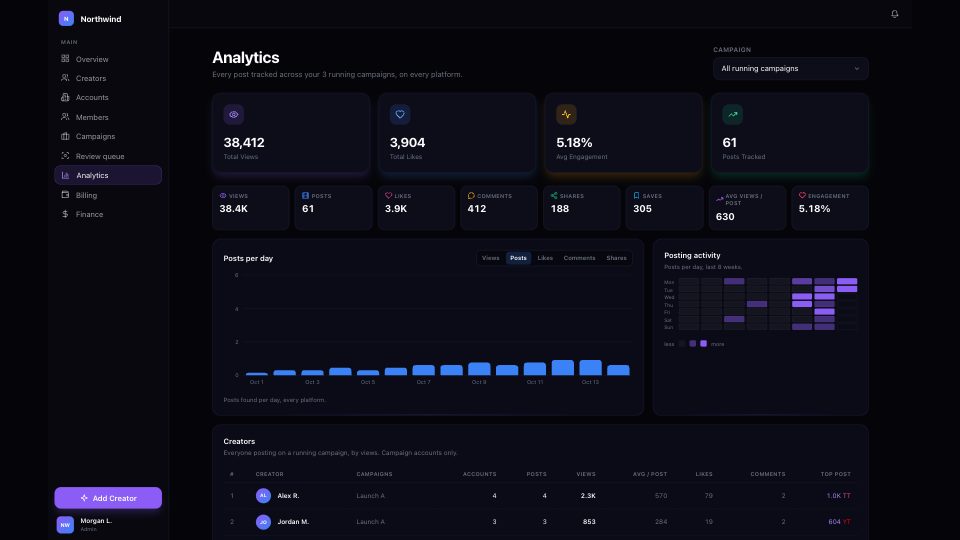 N Northwind
MAIN
Overview
Creators
Accounts
Members
Campaigns
Review queue
Analytics
Billing
Finance
Add Creator
NW Morgan L.
Admin
Analytics
Every post tracked across your 3 running campaigns, on every platform.
CAMPAIGN
All running campaigns
38,412
Total Views
3,904
Total Likes
5.18%
Avg Engagement
61
Posts Tracked
VIEWS
38.4K
POSTS
61
LIKES
3.9K
COMMENTS
412
SHARES
188
SAVES
305
AVG VIEWS /
POST
630
ENGAGEMENT
5.18%
Posts per day
Views Posts Likes Comments Shares
6
4
2
0
Oct 1 Oct 3 Oct 5 Oct 7 Oct 9 Oct 11 Oct 13
Posts found per day, every platform.
Posting activity
Posts per day, last 8 weeks.
Mon
Tue
Wed
Thu
Fri
Sat
Sun
less more
Creators
Everyone posting on a running campaign, by views. Campaign accounts only.
# CREATOR CAMPAIGNS ACCOUNTS POSTS VIEWS AVG / POST LIKES COMMENTS TOP POST
1 AL Alex R. Launch A 4 4 2.3K 570 79 2 1.0K TT
2 JO Jordan M. Launch A 3 3 853 284 19 2 604 YT